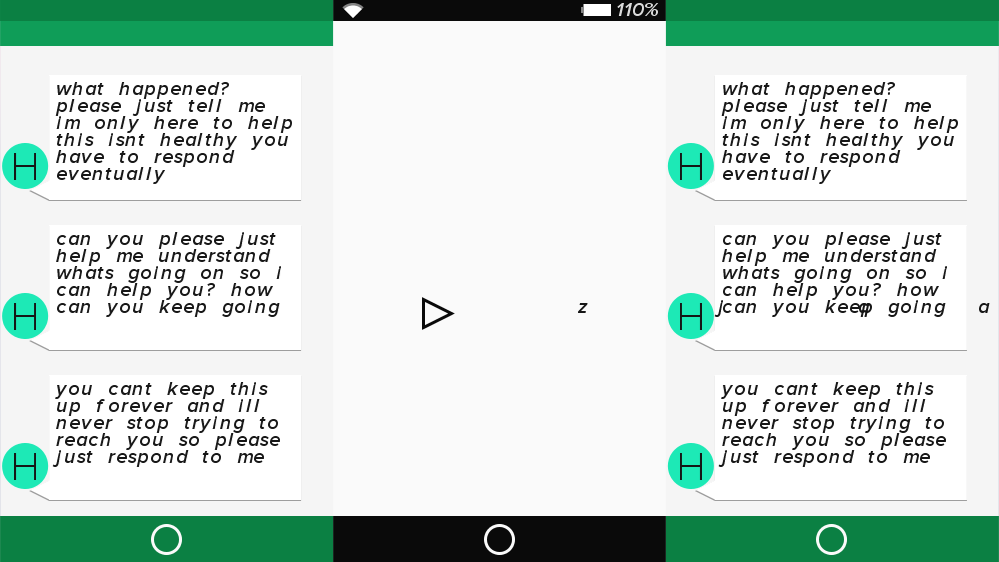 what happened?
please just tell me
im only here to help
this isnt healthy you
have to respond
eventually
H
can you please just
help me understand
whats going on so i
can help you? how
can you keep going
H
you cant keep this
up forever and ill
never stop trying to
reach you so please
just respond to me
H
110%
z
what happened?
please just tell me
im only here to help
this isnt healthy you
have to respond
eventually
H
can you please just
help me understand
whats going on so i
can help you? how
can you keep going
a
H
you cant keep this
up forever and ill
never stop trying to
reach you so please
just respond to me
H